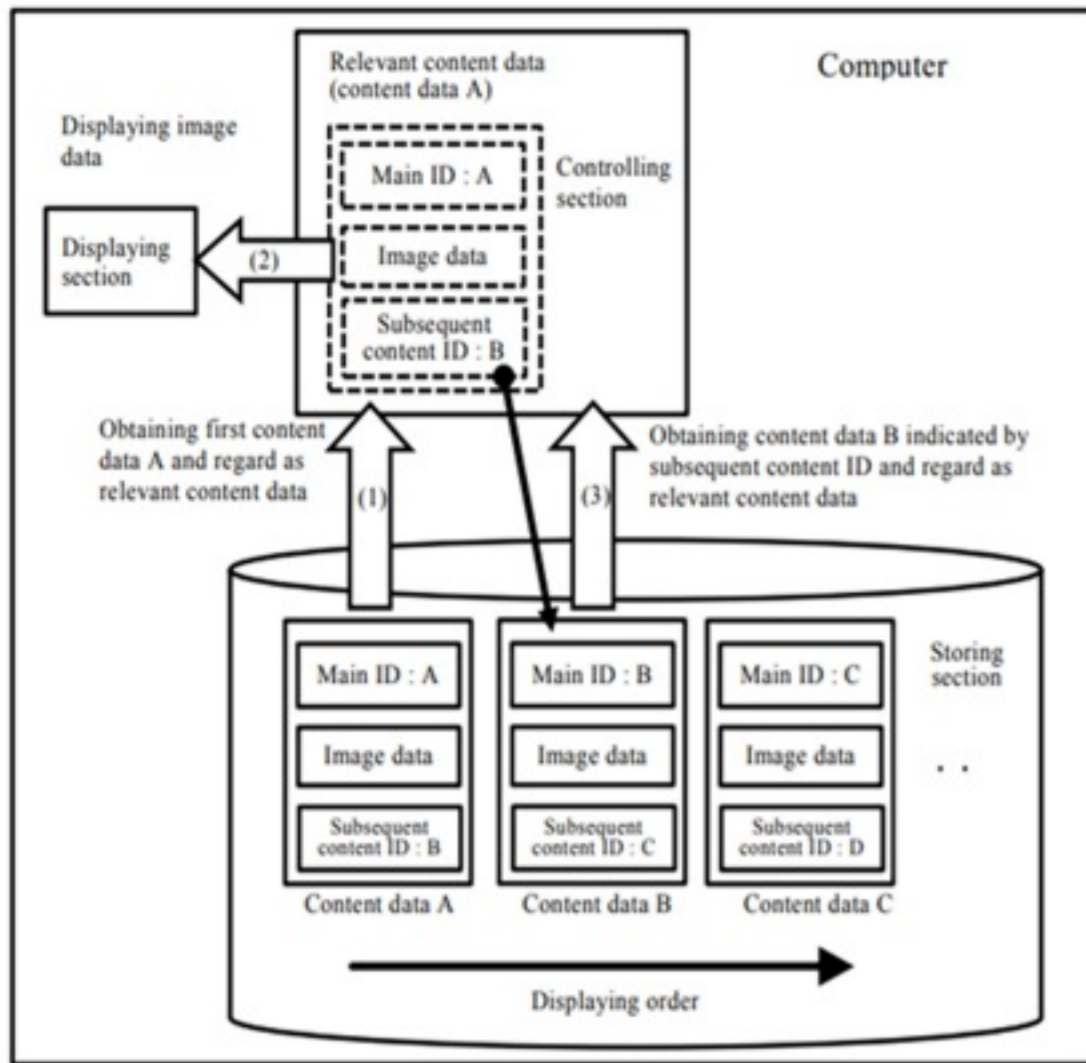 Relevant content data
(content data A)
Computer
Displaying image
data
Main ID : A
Controlling
section
Displaying
section
(2)
Image data
Subsequent
content ID : B
Obtaining first content
data A and regard as
relevant content data
(1)
(3)
Obtaining content data B indicated by
subsequent content ID and regard as
relevant content data
Main ID : A
Main ID : B
Main ID : C
Storing
section
Image data
Image data
Image data
. .
Subsequent
content ID : B
Subsequent
content ID : C
Subsequent
content ID : D
Content data A
Content data B
Content data C
Displaying order